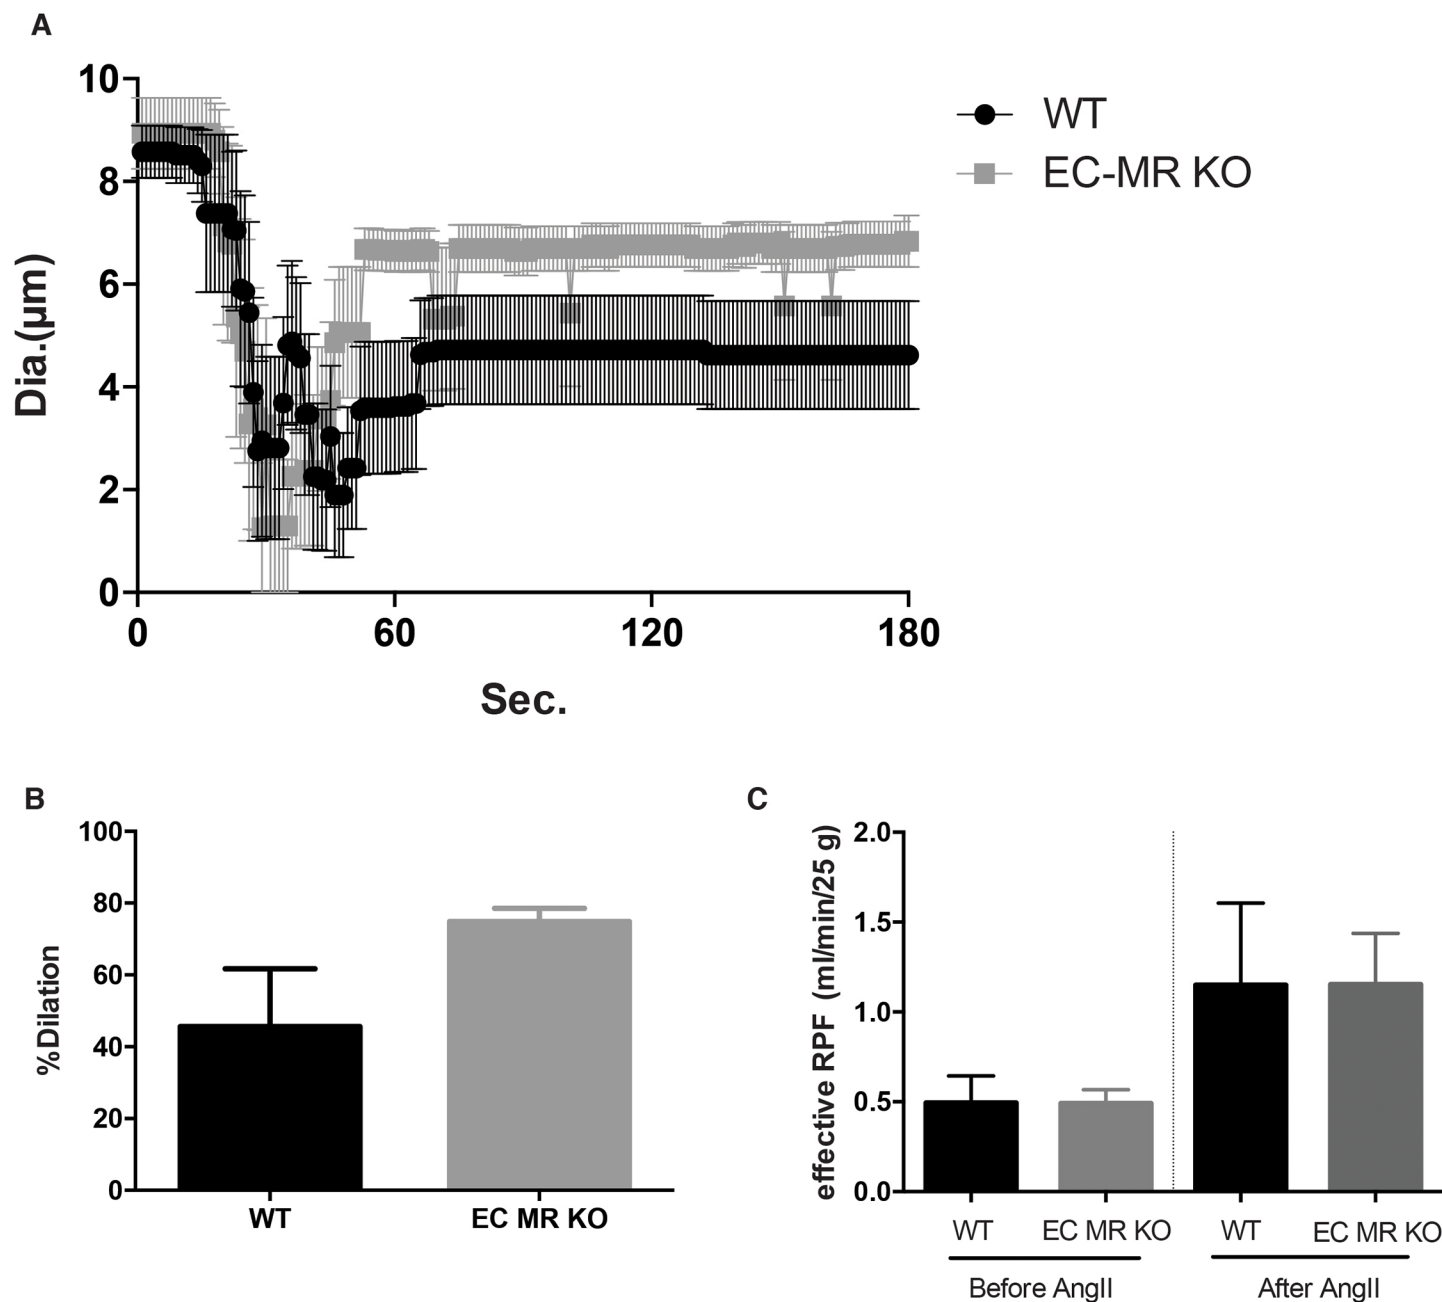 A
10
8
6
4
2
0
Dia.(µm)
0 60 120 180
Sec.
WT
EC-MR KO
B
100
80
60
40
20
0
%Dilation
WT EC MR KO
C
2.0
1.5
1.0
0.5
0.0
effective RPF (ml/min/25 g)
WT EC MR KO WT EC MR KO
Before AngII After AngII